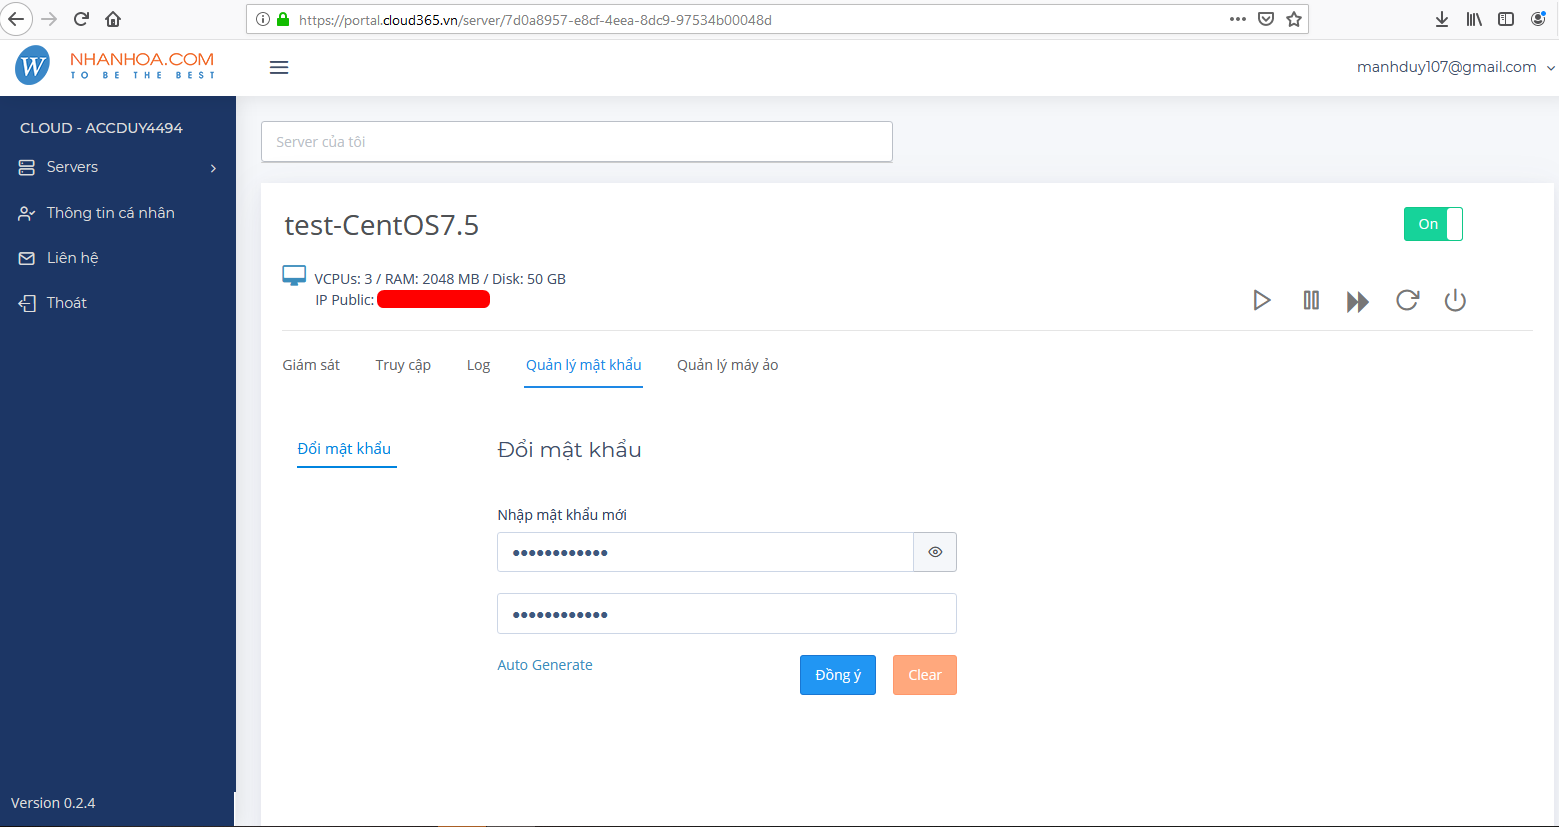 https://portal.cloud365.vn/server/7d0a8957-e8cf-4eea-8dc9-97534b00048d
W NHANHOA.COM
TO BE THE BEST
manhduy107@gmail.com
CLOUD - ACCDUY4494
Servers
Thông tin cá nhân
Liên hệ
Thoát
Version 0.2.4
Server của tôi
test-CentOS7.5
On
VCPUs: 3 / RAM: 2048 MB / Disk: 50 GB
IP Public:
Giám sát Truy cập Log Quản lý mật khẩu Quản lý máy ảo
Đổi mật khẩu
Đổi mật khẩu
Nhập mật khẩu mới
••••••••••••
••••••••••••
Auto Generate Đồng ý Clear